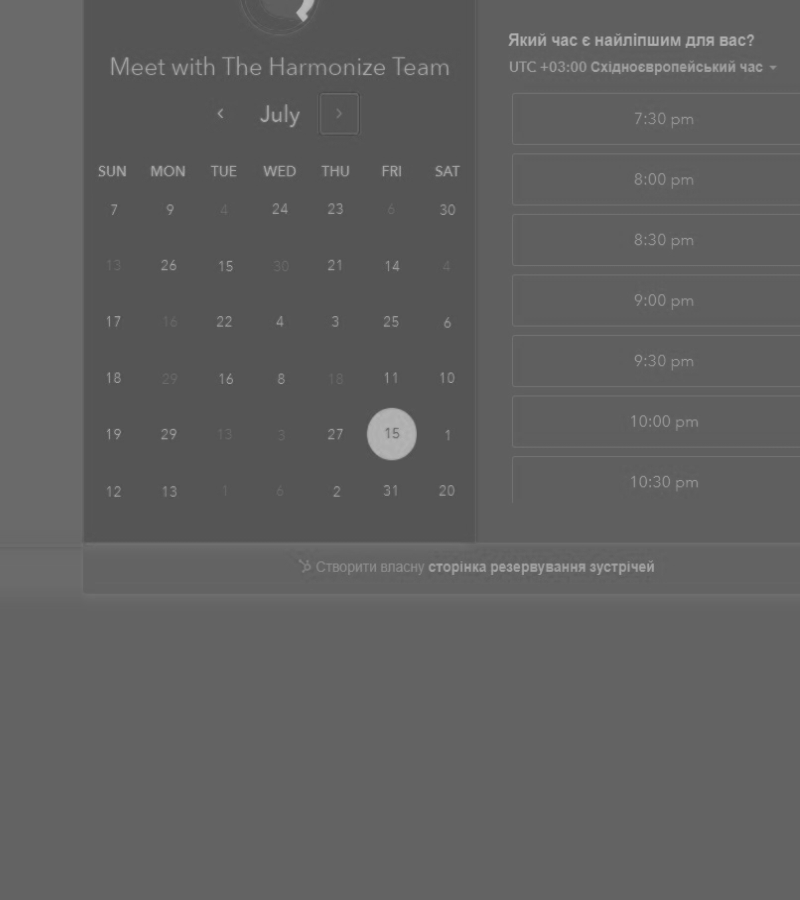 Meet with The Harmonize Team
July
SUN MON TUE WED THU FRI SAT
7 9 4 24 23 6 30
13 26 15 30 21 14 4
17 16 22 4 3 25 6
18 29 16 8 18 11 10
19 29 13 3 27 15 1
12 13 1 6 2 31 20
Який час є найліпшим для вас?
UTC +03:00 Східноєвропейський час
7:30 pm
8:00 pm
8:30 pm
9:00 pm
9:30 pm
10:00 pm
10:30 pm
Створити власну сторінка резервування зустрічей